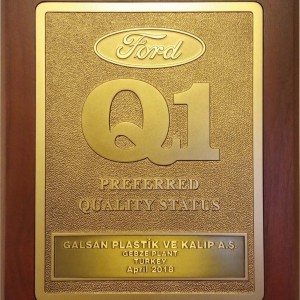 Ford
Q1
PREFERRED
QUALITY STATUS
GALSAN PLASTİK VE KALIP A.Ş.
GEBZE PLANT
TURKEY
April 2018